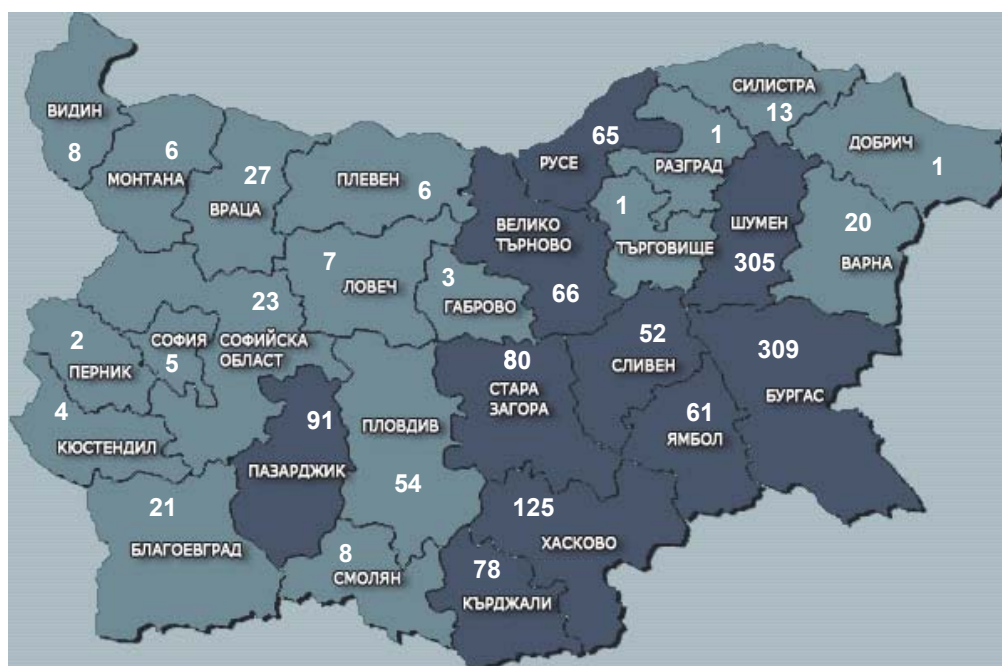 СИЛИСТРА
13
ВИДИН
8
6
МОНТАНА
27
ВРАЦА
ПЛЕВЕН
6
65
РУСЕ
1
РАЗГРАД
ДОБРИЧ
1
ВЕЛИКО
ТЪРНОВО
66
1
ТЪРГОВИЩЕ
ШУМЕН
305
20
ВАРНА
7
ЛОВЕЧ
3
ГАБРОВО
23
СОФИЙСКА
ОБЛАСТ
СОФИЯ
5
2
ПЕРНИК
4
КЮСТЕНДИЛ
91
ПАЗАРДЖИК
ПЛОВДИВ
54
80
СТАРА
ЗАГОРА
52
СЛИВЕН
61
ЯМБОЛ
309
БУРГАС
21
БЛАГОЕВГРАД
8
СМОЛЯН
125
ХАСКОВО
78
КЪРДЖАЛИ